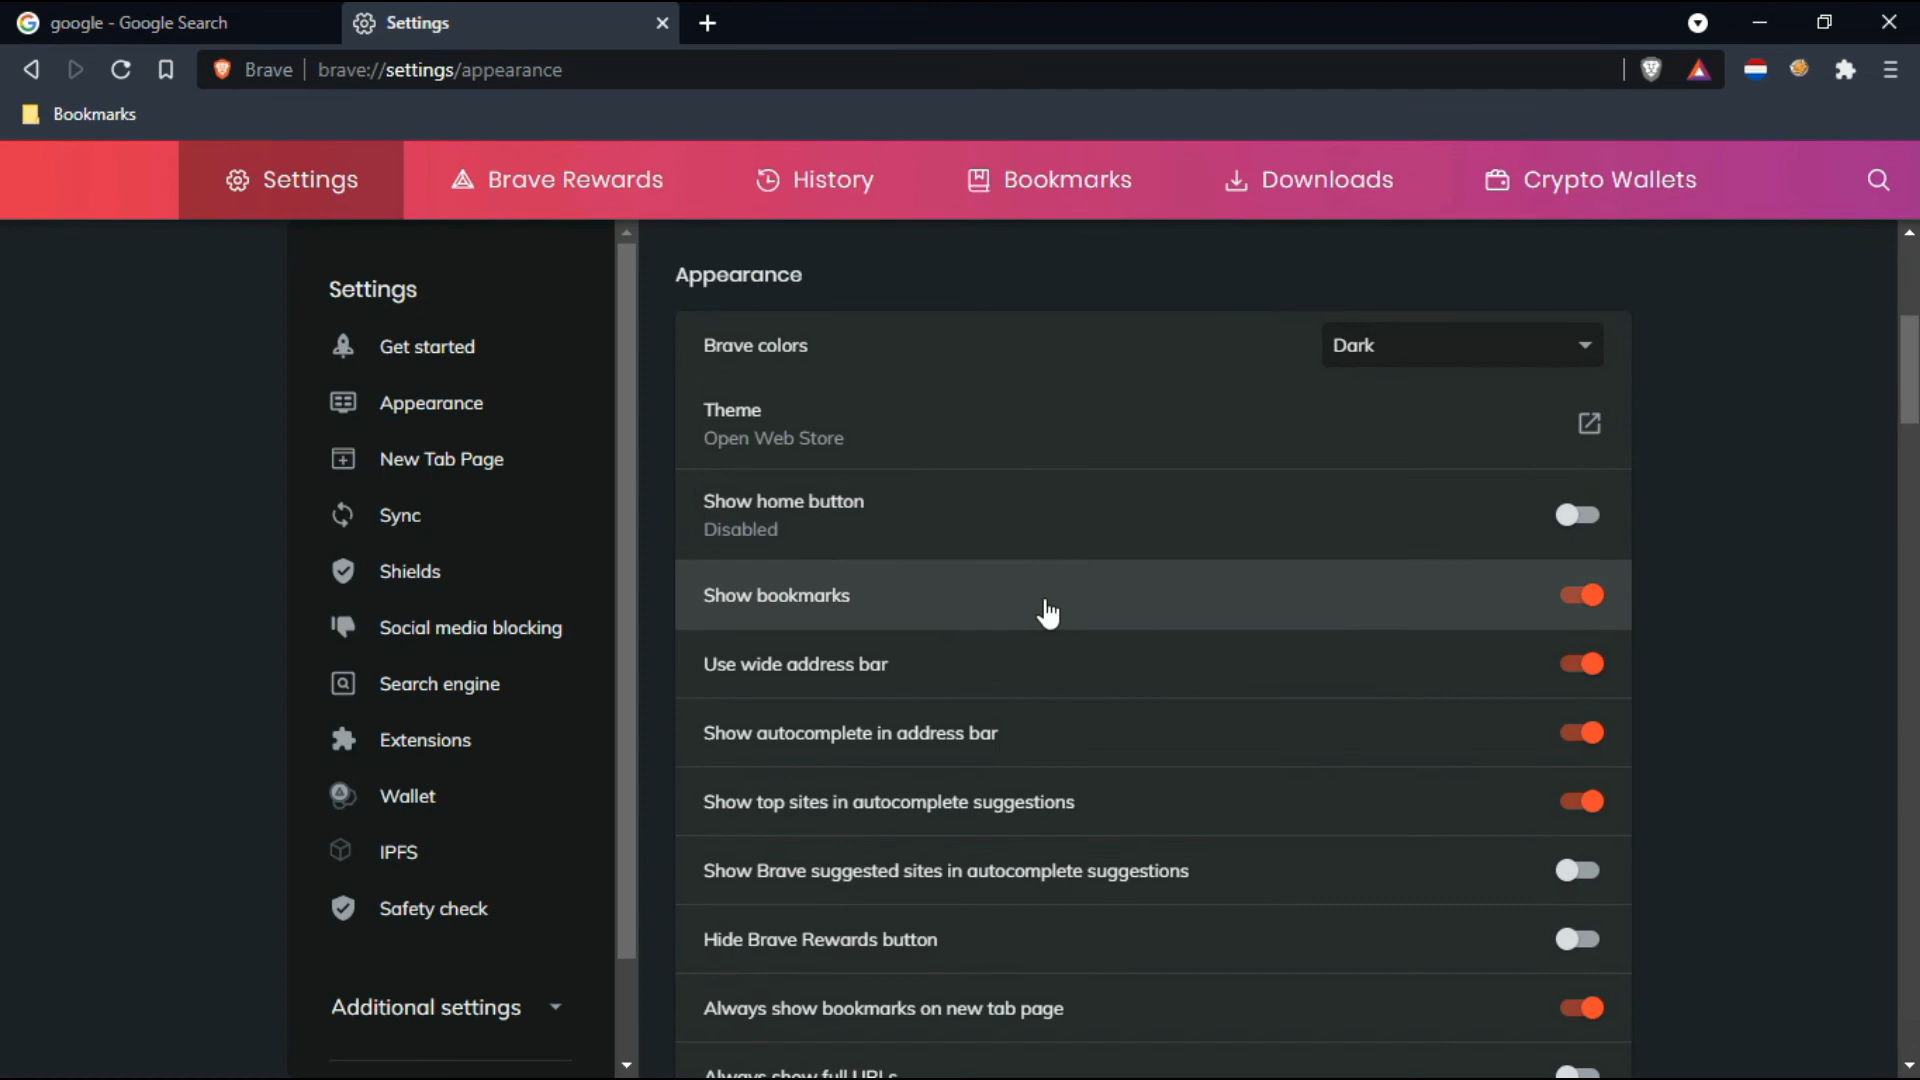 google - Google Search
Settings
Brave
brave://settings/appearance
Bookmarks
Settings
Brave Rewards
History
Bookmarks
Downloads
Crypto Wallets
Settings
Get started
Appearance
New Tab Page
Sync
Shields
Social media blocking
Search engine
Extensions
Wallet
IPFS
Safety check
Additional settings
Appearance
Brave colors
Dark
Theme
Open Web Store
Show home button
Disabled
Show bookmarks
Use wide address bar
Show autocomplete in address bar
Show top sites in autocomplete suggestions
Show Brave suggested sites in autocomplete suggestions
Hide Brave Rewards button
Always show bookmarks on new tab page
Always show full URLs